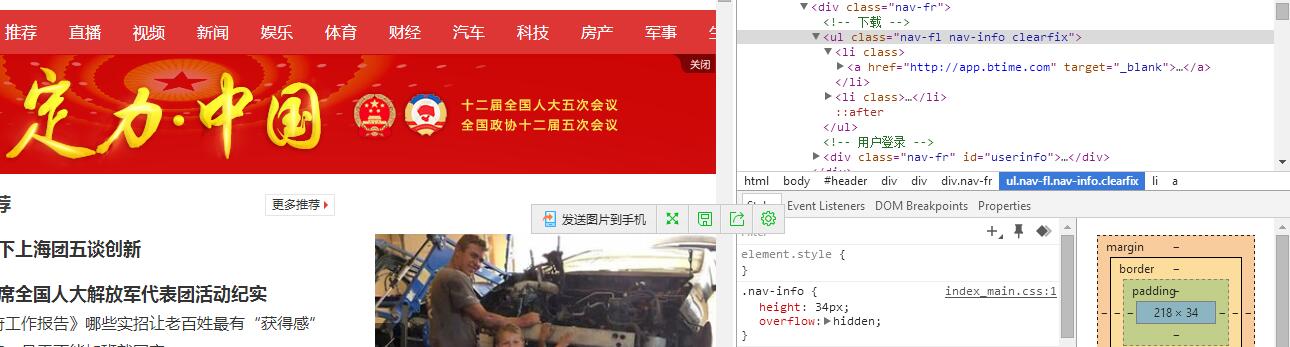 推荐 直播 视频 新闻 娱乐 体育 财经 汽车 科技 房产 军事
关闭
定力·中国
十二届全国人大五次会议
全国政协十二届五次会议
荐
更多推荐
发送图片到手机
下上海团五谈创新
席全国人大解放军代表团活动纪实
府工作报告》哪些实招让老百姓最有“获得感”
<div class="nav-fr">
<!-- 下载 -->
<ul class="nav-fl nav-info clearfix">
<li class>
<a href="http://app.btime.com" target="_blank">…</a>
</li>
<li class>…</li>
::after
</ul>
<!-- 用户登录 -->
<div class="nav-fr" id="userinfo">…</div>
html body #header div div div.nav-fr ul.nav-fl.nav-info.clearfix li a
Event Listeners DOM Breakpoints Properties
element.style {
}
.nav-info { index_main.css:1
height: 34px;
overflow: hidden;
}
margin –
border –
padding –
– – – 218 × 34 – – –
–